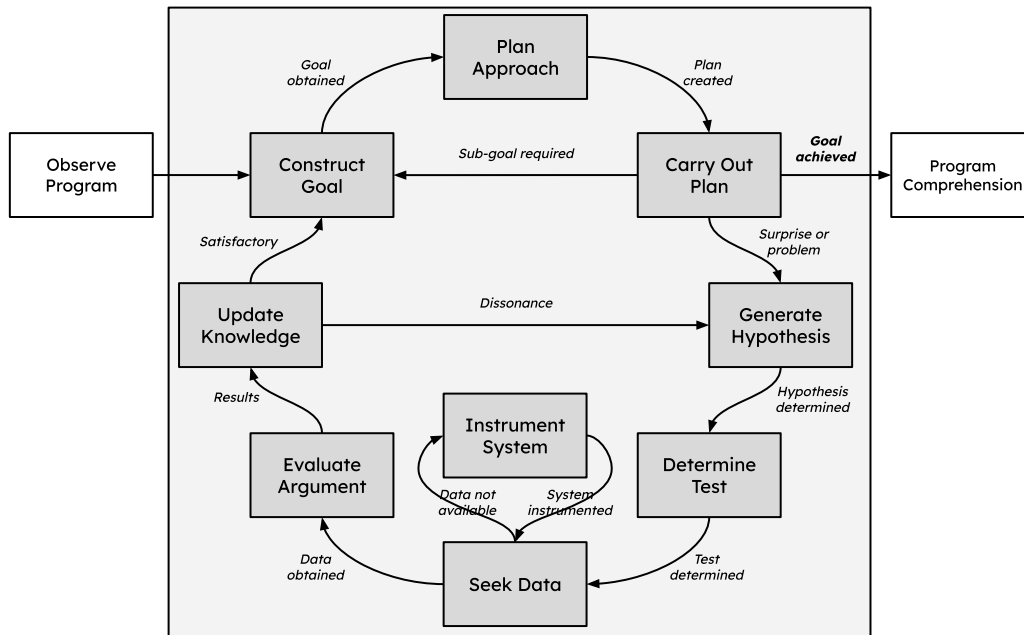 Plan
Approach
Goal
obtained
Plan
created
Observe
Program
Construct
Goal
Sub-goal required
Carry Out
Plan
Goal
achieved
Program
Comprehension
Satisfactory
Surprise or
problem
Update
Knowledge
Dissonance
Generate
Hypothesis
Results
Hypothesis
determined
Instrument
System
Evaluate
Argument
Determine
Test
Data not
available
System
instrumented
Data
obtained
Seek Data
Test
determined